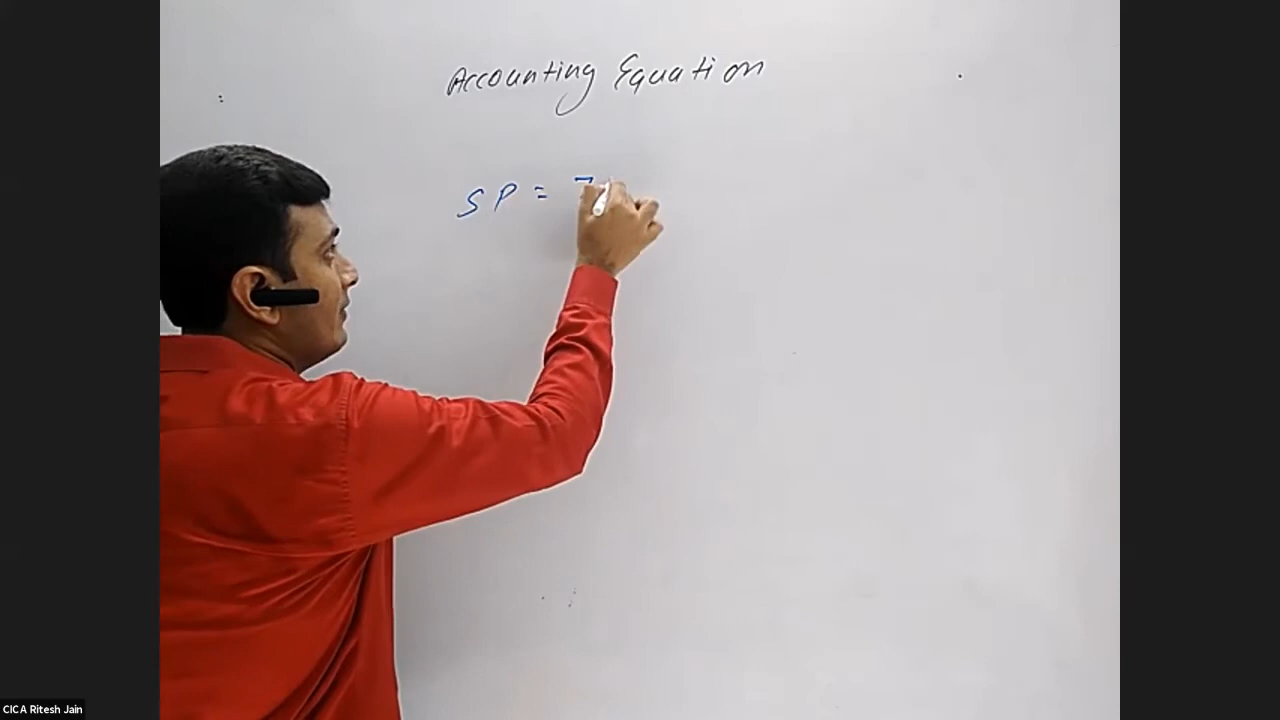 Accounting Equation
SP =
CICA Ritesh Jain